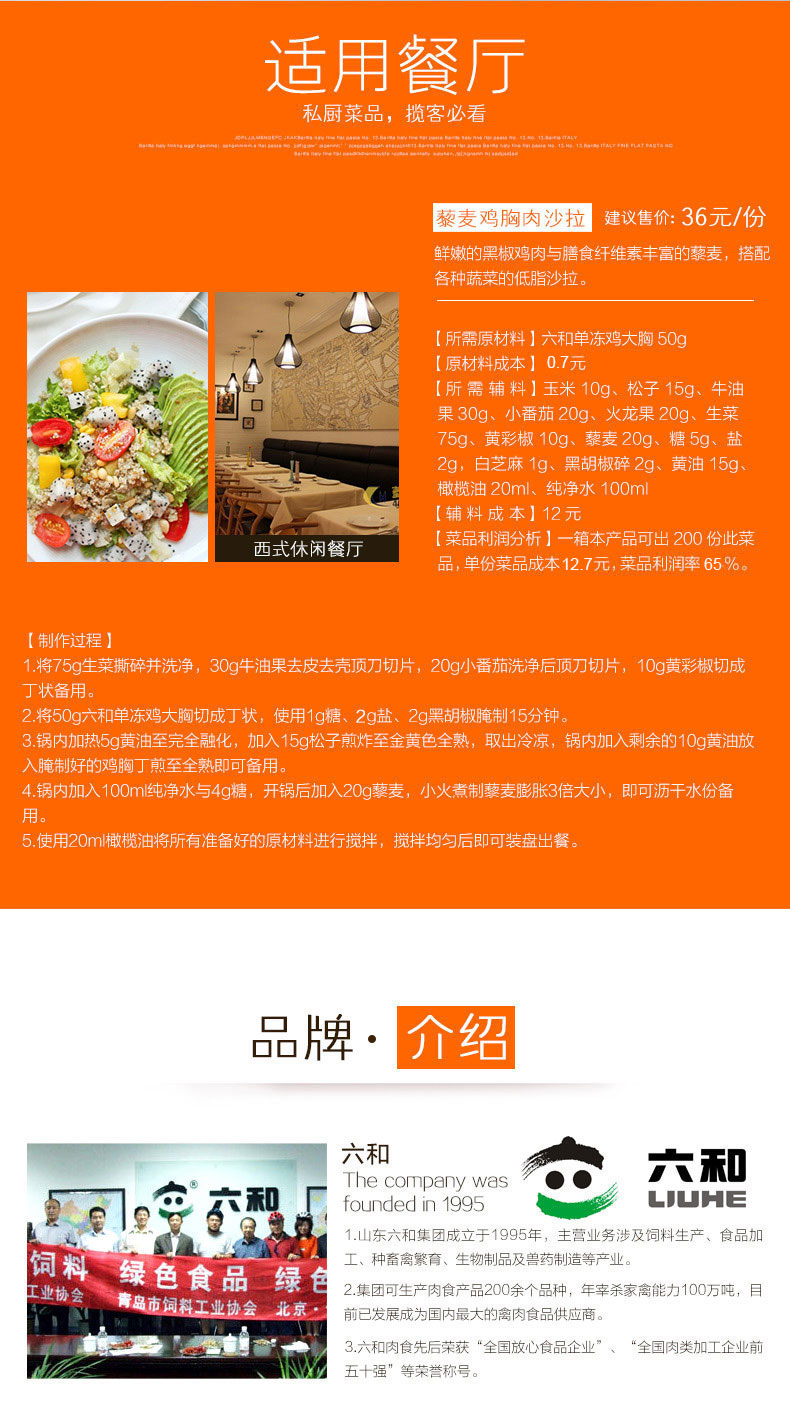 适用餐厅
私厨菜品，揽客必看
藜麦鸡胸肉沙拉 建议售价: 36元/份
鲜嫩的黑椒鸡肉与膳食纤维素丰富的藜麦，搭配
各种蔬菜的低脂沙拉。
【所需原材料】六和单冻鸡大胸 50g
【原材料成本】 0.7元
【所 需 辅 料】玉米 10g、松子 15g、牛油
果 30g、小番茄 20g、火龙果 20g、生菜
75g、黄彩椒 10g、藜麦 20g、糖 5g、盐
2g，白芝麻 1g、黑胡椒碎 2g、黄油 15g、
橄榄油 20ml、纯净水 100ml
【辅 料 成 本】12 元
【菜品利润分析】一箱本产品可出 200 份此菜
品, 单份菜品成本12.7元, 菜品利润率 65%。
西式休闲餐厅
【 制作过程 】
1.将75g生菜撕碎并洗净，30g牛油果去皮去壳顶刀切片，20g小番茄洗净后顶刀切片，10g黄彩椒切成
丁状备用。
2.将50g六和单冻鸡大胸切成丁状，使用1g糖、2g盐、2g黑胡椒腌制15分钟。
3.锅内加热5g黄油至完全融化，加入15g松子煎炸至金黄色全熟，取出冷凉，锅内加入剩余的10g黄油放
入腌制好的鸡胸丁煎至全熟即可备用。
4.锅内加入100ml纯净水与4g糖，开锅后加入20g藜麦，小火煮制藜麦膨胀3倍大小，即可沥干水份备
用。
5.使用20ml橄榄油将所有准备好的原材料进行搅拌，搅拌均匀后即可装盘出餐。
品牌·介绍
六和
The company was
founded in 1995
六和
LIUHE
® 六和
饲料 绿色食品 绿色
工业协会 青岛市饲料工业协会 北京·
1.山东六和集团成立于1995年，主营业务涉及饲料生产、食品加
工、种畜禽繁育、生物制品及兽药制造等产业。
2.集团可生产肉食产品200余个品种，年宰杀家禽能力100万吨，目
前已发展成为国内最大的禽肉食品供应商。
3.六和肉食先后荣获“全国放心食品企业”、“全国肉类加工企业前
五十强”等荣誉称号。